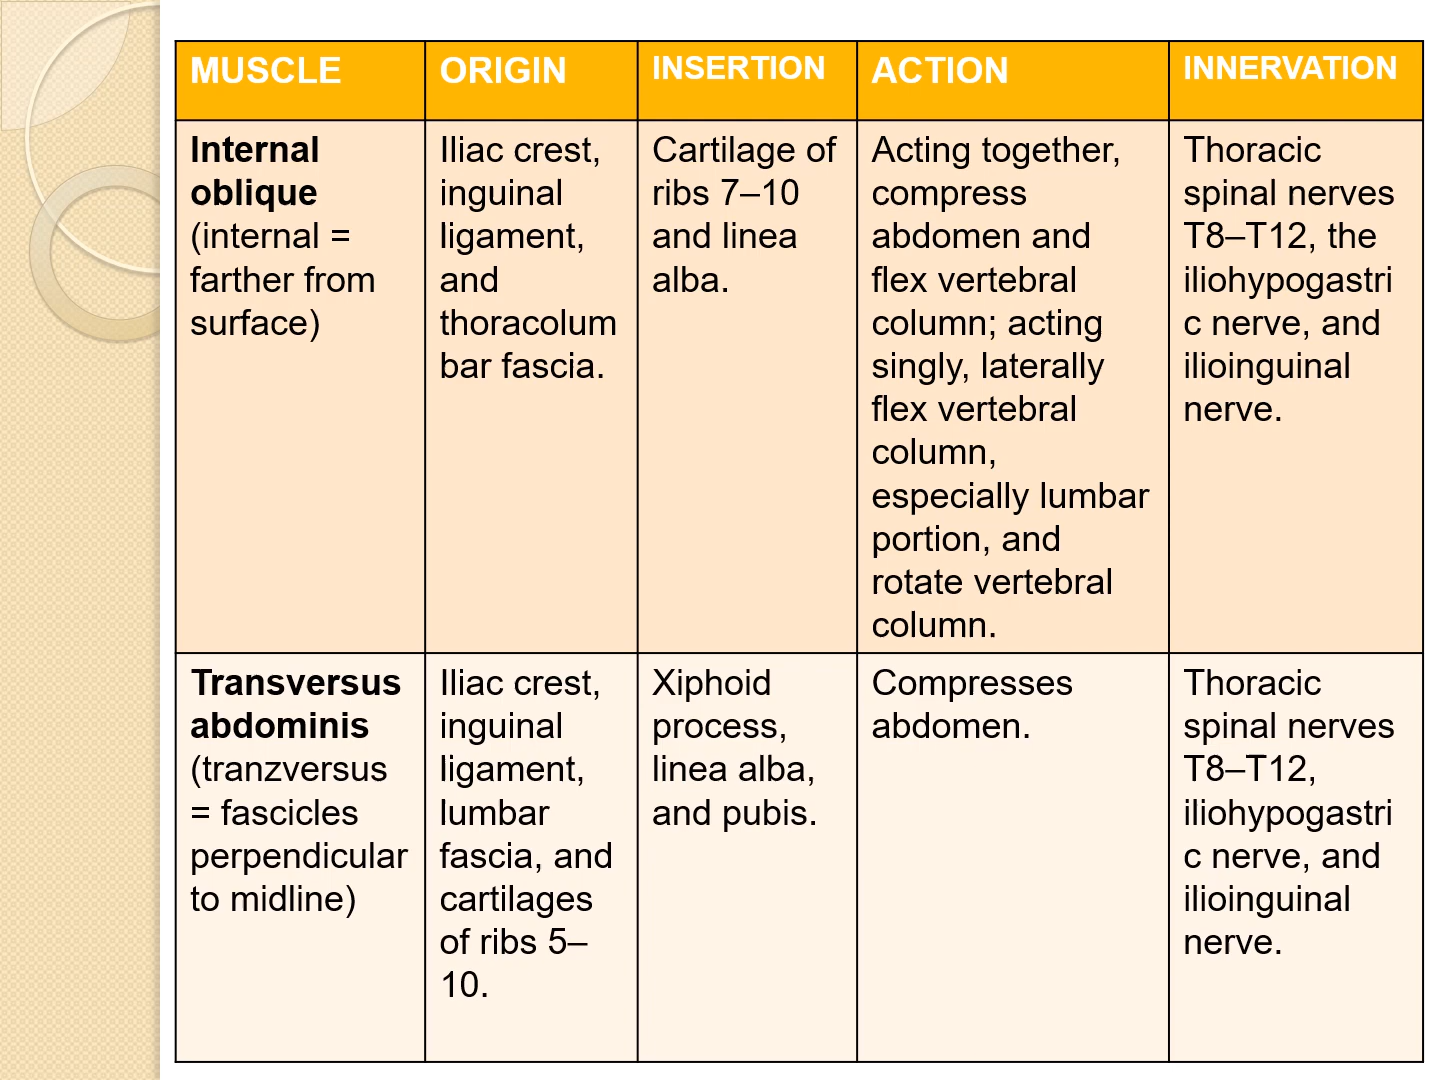 MUSCLE
ORIGIN
INSERTION
ACTION
INNERVATION
Internal
oblique
(internal =
farther from
surface)
Iliac crest,
inguinal
ligament,
and
thoracolum
bar fascia.
Cartilage of
ribs 7–10
and linea
alba.
Acting together,
compress
abdomen and
flex vertebral
column; acting
singly, laterally
flex vertebral
column,
especially lumbar
portion, and
rotate vertebral
column.
Thoracic
spinal nerves
T8–T12, the
iliohypogastri
c nerve, and
ilioinguinal
nerve.
Transversus
abdominis
(tranzversus
= fascicles
perpendicular
to midline)
Iliac crest,
inguinal
ligament,
lumbar
fascia, and
cartilages
of ribs 5–
10.
Xiphoid
process,
linea alba,
and pubis.
Compresses
abdomen.
Thoracic
spinal nerves
T8–T12,
iliohypogastri
c nerve, and
ilioinguinal
nerve.